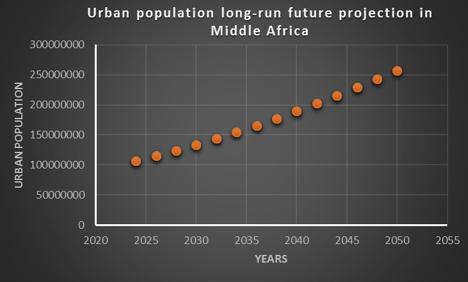 Urban population long-run future projection in
Middle Africa
300000000
250000000
200000000
150000000
100000000
50000000
0
URBAN POPULATION
2020 2025 2030 2035 2040 2045 2050 2055
YEARS